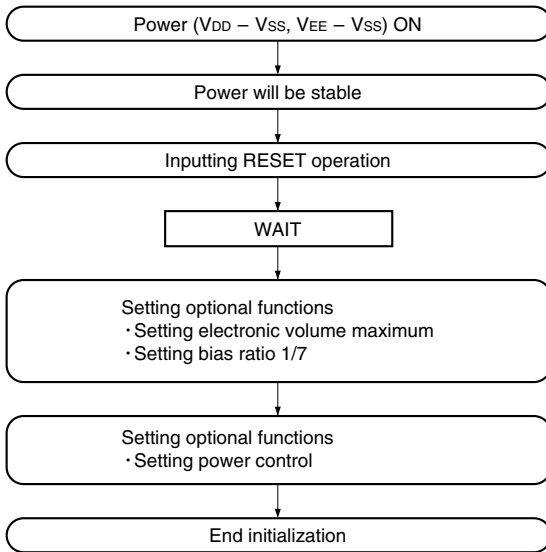 Power (VDD – VSS, VEE – VSS) ON
Power will be stable
Inputting RESET operation
WAIT
Setting optional functions
・Setting electronic volume maximum
・Setting bias ratio 1/7
Setting optional functions
・Setting power control
End initialization